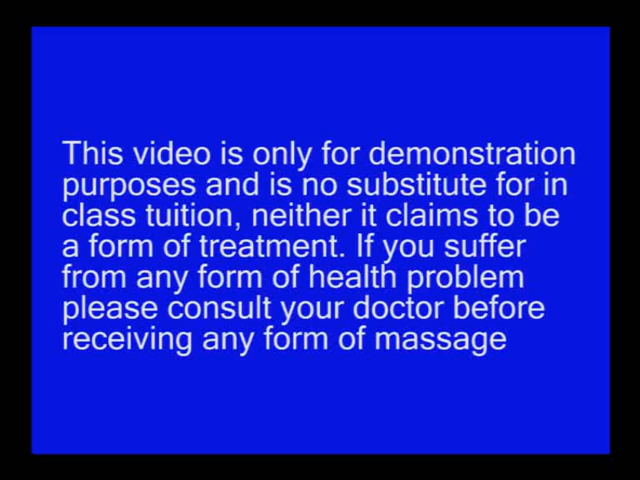 This video is only for demonstration
purposes and is no substitute for in
class tuition, neither it claims to be
a form of treatment. If you suffer
from any form of health problem
please consult your doctor before
receiving any form of massage